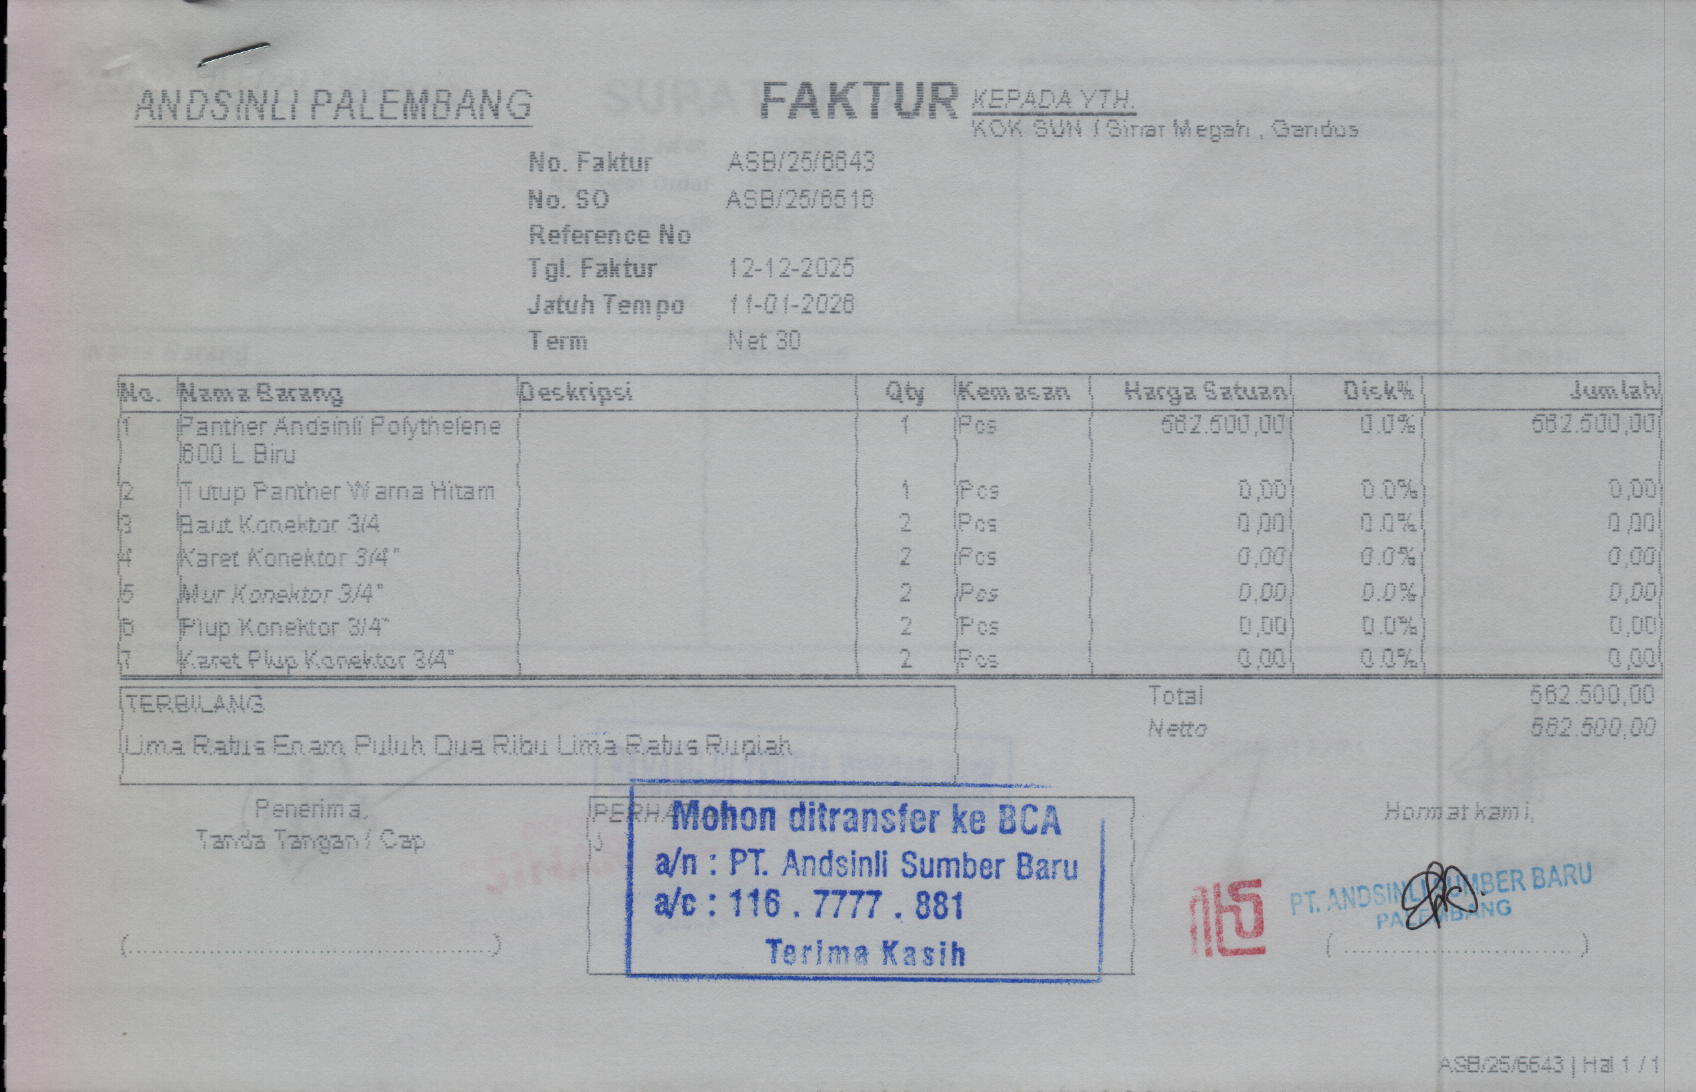 ANDSINLI PALEMBANG
FAKTUR
KEPADA YTH.
KOK SUN / Sinar Megah , Gandus
No. Faktur ASB/25/6643
No. SO ASB/25/6516
Reference No
Tgl. Faktur 12-12-2025
Jatuh Tempo 11-01-2026
Term Net 30
No. Nama Barang Deskripsi Qty Kemasan Harga Satuan Disk% Jumlah
1 Panther Andsinli Polythelene 1 Pcs 562.500,00 0.0% 562.500,00
600 L Biru
2 Tutup Panther Warna Hitam 1 Pcs 0,00 0.0% 0,00
3 Baut Konektor 3/4 2 Pcs 0,00 0.0% 0,00
4 Karet Konektor 3/4" 2 Pcs 0,00 0.0% 0,00
5 Mur Konektor 3/4" 2 Pcs 0,00 0.0% 0,00
6 Plup Konektor 3/4" 2 Pcs 0,00 0.0% 0,00
7 Karet Plup Konektor 3/4" 2 Pcs 0,00 0.0% 0,00
TERBILANG
Lima Ratus Enam Puluh Dua Ribu Lima Ratus Rupiah
Total 562.500,00
Netto 562.500,00
Penerima,
Tanda Tangan / Cap
Mohon ditransfer ke BCA
a/n : PT. Andsinli Sumber Baru
a/c : 116 . 7777 . 881
Terima Kasih
Hormat kami,
PT. ANDSINLI SUMBER BARU
PALEMBANG
ASB/25/6643 | Hal 1 / 1